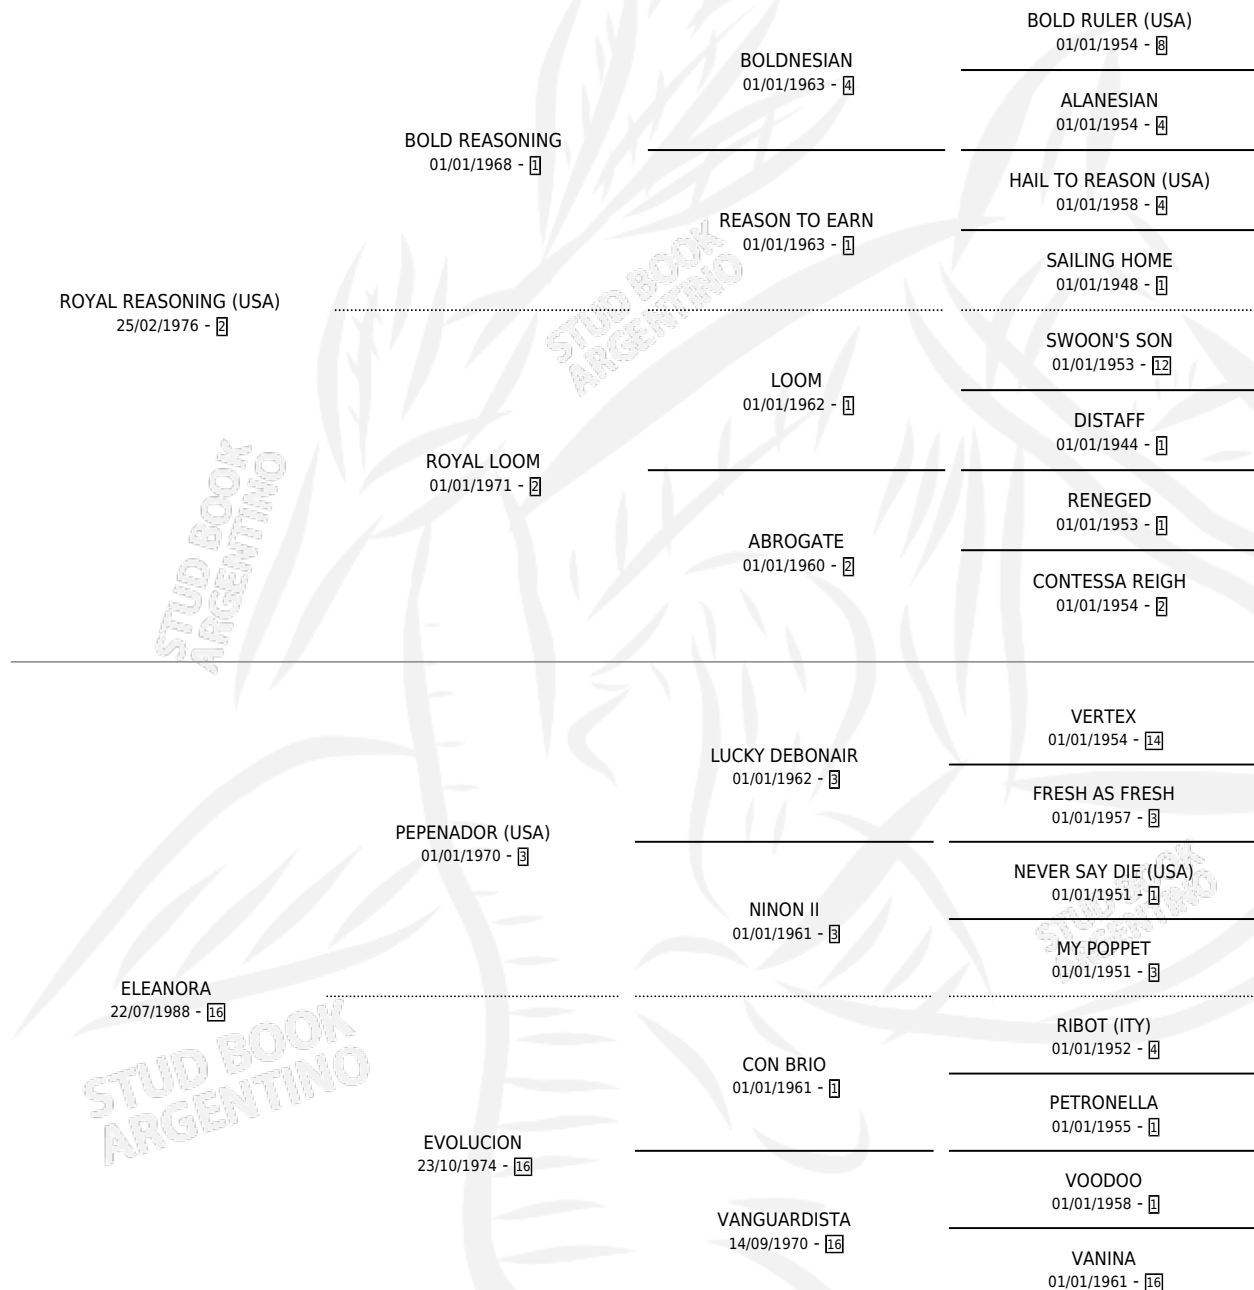 ROYAL REASONING (USA)
25/02/1976 - 2
BOLD REASONING
01/01/1968 - 1
BOLDNESIAN
01/01/1963 - 4
BOLD RULER (USA)
01/01/1954 - 8
ALANESIAN
01/01/1954 - 4
REASON TO EARN
01/01/1963 - 1
HAIL TO REASON (USA)
01/01/1958 - 4
SAILING HOME
01/01/1948 - 1
ROYAL LOOM
01/01/1971 - 2
LOOM
01/01/1962 - 1
SWOON'S SON
01/01/1953 - 12
DISTAFF
01/01/1944 - 1
ABROGATE
01/01/1960 - 2
RENEGED
01/01/1953 - 1
CONTESSA REIGH
01/01/1954 - 2
ELEANORA
22/07/1988 - 16
PEPENADOR (USA)
01/01/1970 - 3
LUCKY DEBONAIR
01/01/1962 - 3
VERTEX
01/01/1954 - 14
FRESH AS FRESH
01/01/1957 - 3
NINON II
01/01/1961 - 3
NEVER SAY DIE (USA)
01/01/1951 - 1
MY POPPET
01/01/1951 - 3
EVOLUCION
23/10/1974 - 16
CON BRIO
01/01/1961 - 1
RIBOT (ITY)
01/01/1952 - 4
PETRONELLA
01/01/1955 - 1
VANGUARDISTA
14/09/1970 - 16
VOODOO
01/01/1958 - 1
VANINA
01/01/1961 - 16
STUD BOOK
ARGENTINO
STUD BOOK
ARGENTINO
STUD BOOK
ARGENTINO
STUD BOOK
ARGENTINO